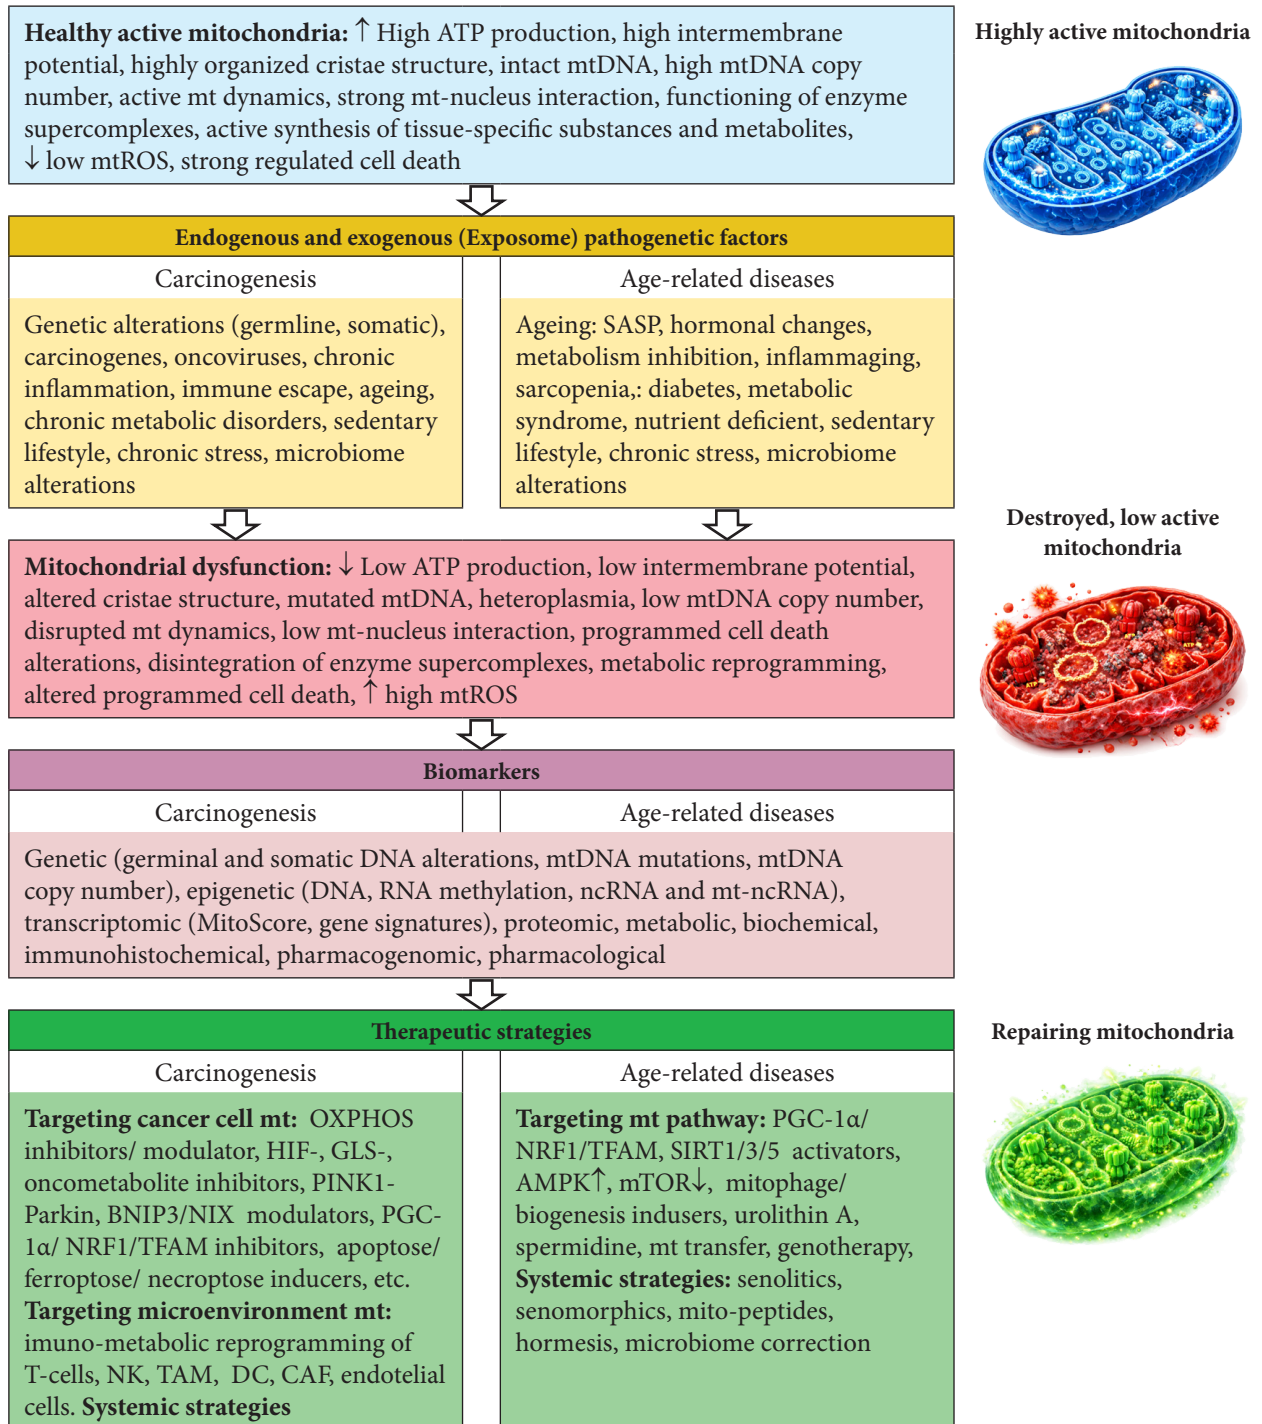 Healthy active mitochondria: ↑ High ATP production, high intermembrane
potential, highly organized cristae structure, intact mtDNA, high mtDNA copy
number, active mt dynamics, strong mt-nucleus interaction, functioning of enzyme
supercomplexes, active synthesis of tissue-specific substances and metabolites,
↓ low mtROS, strong regulated cell death
Highly active mitochondria
Endogenous and exogenous (Exposome) pathogenetic factors
Carcinogenesis
Genetic alterations (germline, somatic),
carcinogenes, oncoviruses, chronic
inflammation, immune escape, ageing,
chronic metabolic disorders, sedentary
lifestyle, chronic stress, microbiome
alterations
Age-related diseases
Ageing: SASP, hormonal changes,
metabolism inhibition, inflammaging,
sarcopenia,: diabetes, metabolic
syndrome, nutrient deficient, sedentary
lifestyle, chronic stress, microbiome
alterations
Destroyed, low active
mitochondria
Mitochondrial dysfunction: ↓ Low ATP production, low intermembrane potential,
altered cristae structure, mutated mtDNA, heteroplasmia, low mtDNA copy number,
disrupted mt dynamics, low mt-nucleus interaction, programmed cell death
alterations, disintegration of enzyme supercomplexes, metabolic reprogramming,
altered programmed cell death, ↑ high mtROS
Biomarkers
Carcinogenesis
Age-related diseases
Genetic (germinal and somatic DNA alterations, mtDNA mutations, mtDNA
copy number), epigenetic (DNA, RNA methylation, ncRNA and mt-ncRNA),
transcriptomic (MitoScore, gene signatures), proteomic, metabolic, biochemical,
immunohistochemical, pharmacogenomic, pharmacological
Therapeutic strategies
Repairing mitochondria
Carcinogenesis
Targeting cancer cell mt: OXPHOS
inhibitors/ modulator, HIF-, GLS-,
oncometabolite inhibitors, PINK1-
Parkin, BNIP3/NIX modulators, PGC-
1α/ NRF1/TFAM inhibitors, apoptose/
ferroptose/ necroptose inducers, etc.
Targeting microenvironment mt:
imuno-metabolic reprogramming of
T-cells, NK, TAM, DC, CAF, endotelial
cells. Systemic strategies
Age-related diseases
Targeting mt pathway: PGC-1α/
NRF1/TFAM, SIRT1/3/5 activators,
AMPK↑, mTOR↓, mitophage/
biogenesis indusers, urolithin A,
spermidine, mt transfer, genotherapy,
Systemic strategies: senolitics,
senomorphics, mito-peptides,
hormesis, microbiome correction